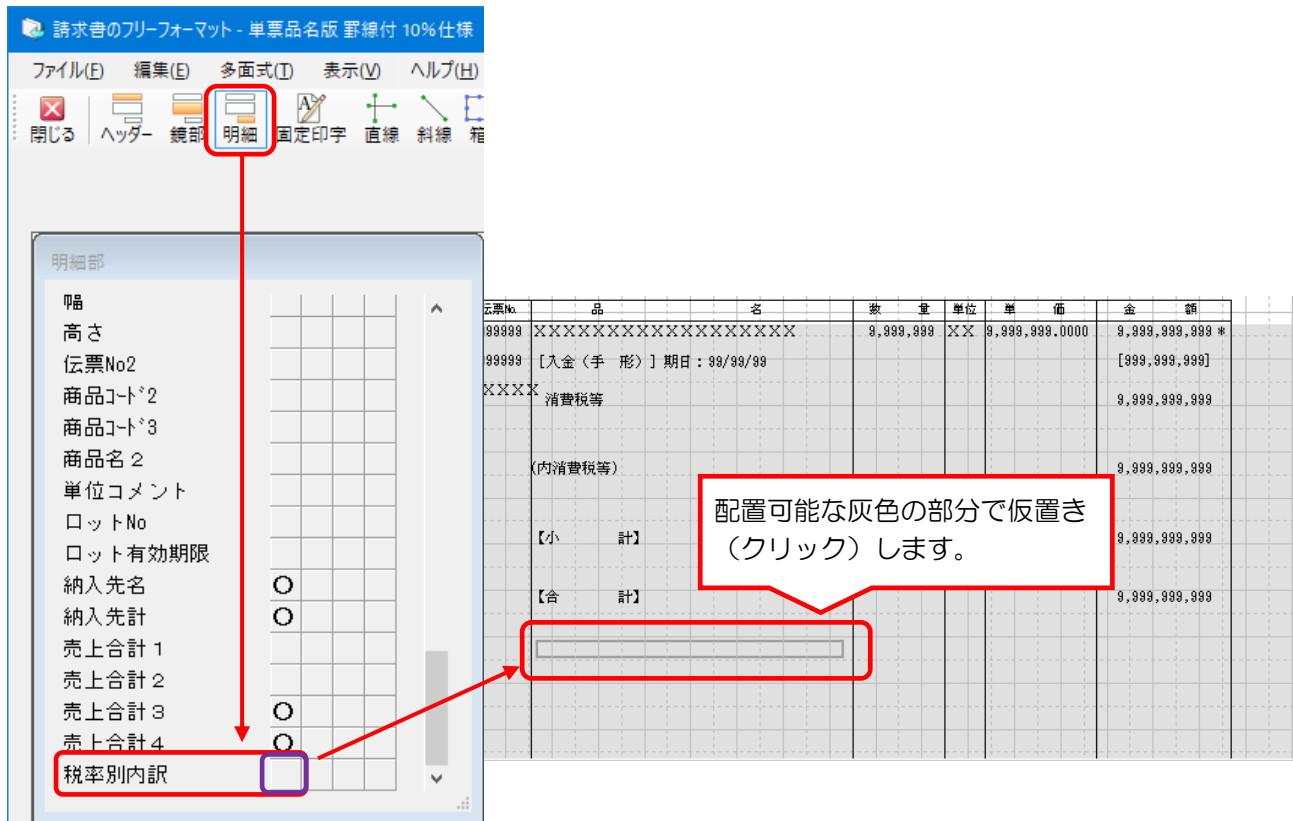 請求書のフリーフォーマット - 単票品名版 罫線付 10%仕様
ファイル(F) 編集(E) 多面式(T) 表示(V) ヘルプ(H)
閉じる ヘッダー 鏡部 明細 固定印字 直線 斜線 箱
明細部
幅
高さ
伝票No2
商品コード2
商品コード3
商品名２
単位コメント
ロットNo
ロット有効期限
納入先名 ○
納入先計 ○
売上合計１
売上合計２
売上合計３ ○
売上合計４ ○
税率別内訳
伝票No. 品 名 数 量 単位 単 価 金 額
99999 XXXXXXXXXXXXXXXXXX 9,999,999 XX 9,999,999.0000 9,999,999,999 *
99999 [入金（手 形）] 期日：99/99/99 [999,999,999]
XXXX 消費税等 9,999,999,999
(内消費税等) 9,999,999,999
【小 計】 9,999,999,999
【合 計】 9,999,999,999
配置可能な灰色の部分で仮置き
（クリック）します。